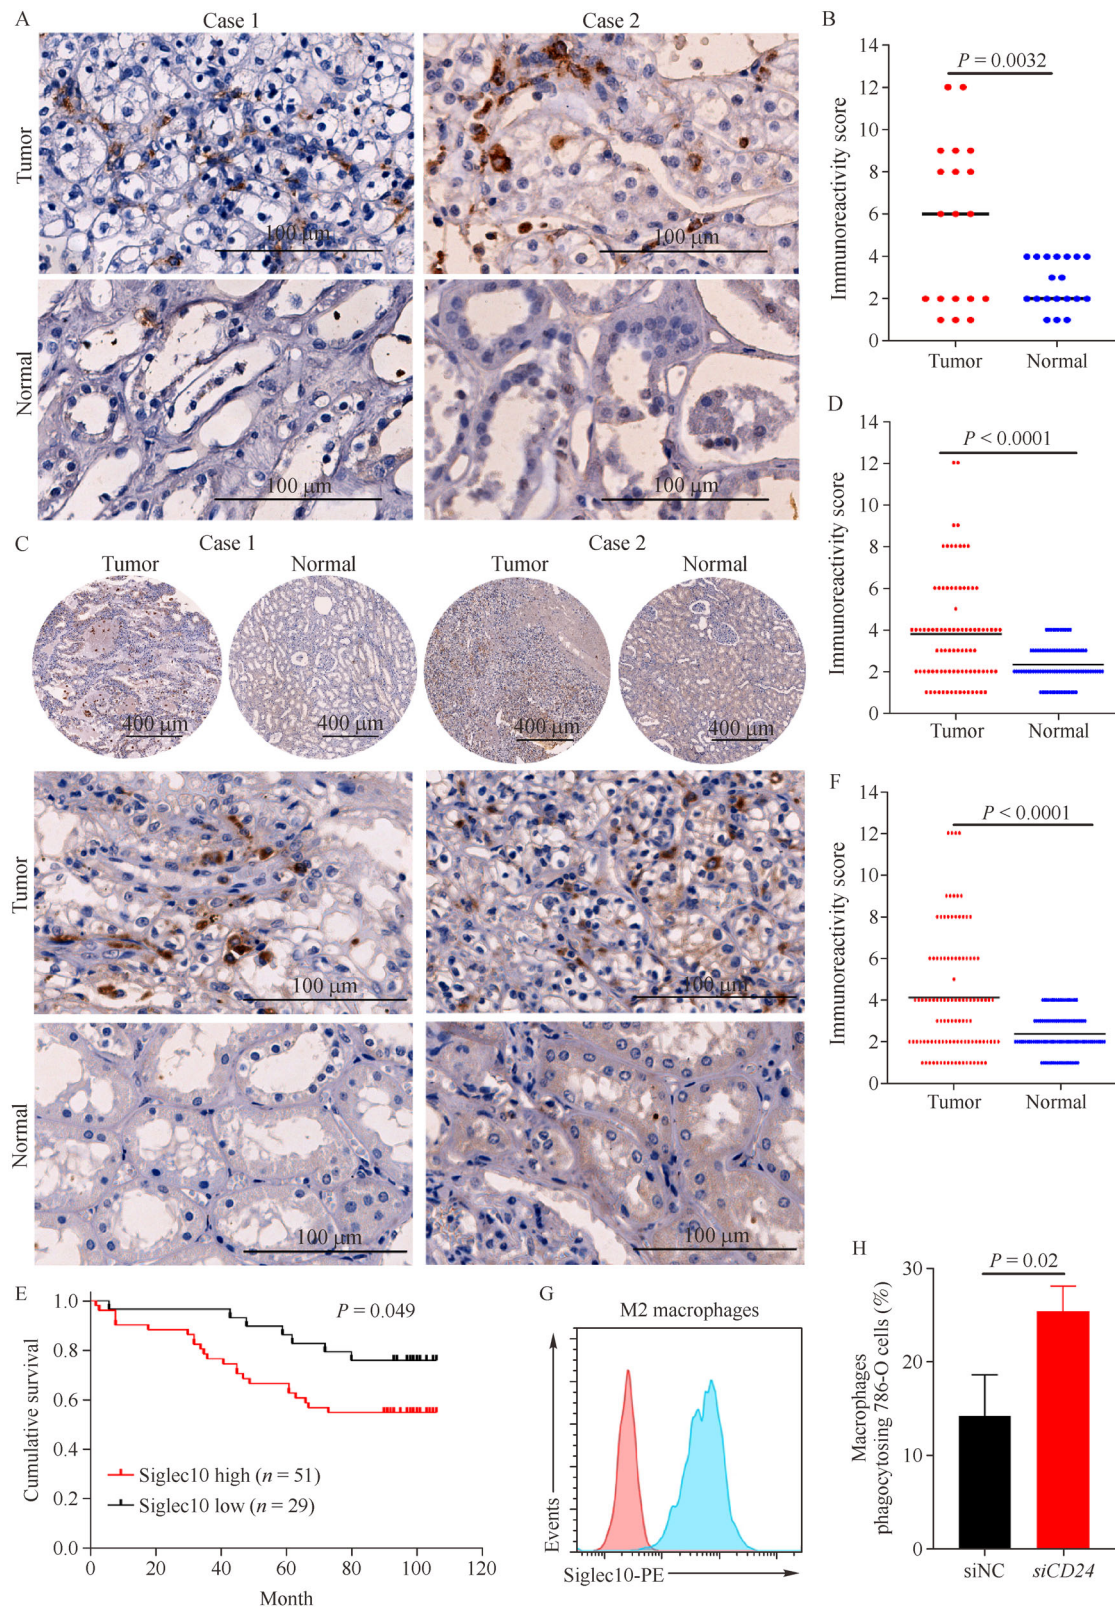 A
Case 1
Case 2
Tumor
100 μm
100 μm
Normal
100 μm
100 μm
B
14
12
10
8
6
4
2
0
Immunoreactivity score
P = 0.0032
Tumor
Normal
C
Case 1
Case 2
Tumor
Normal
Tumor
Normal
400 μm
400 μm
400 μm
400 μm
Tumor
100 μm
100 μm
Normal
100 μm
100 μm
D
14
12
10
8
6
4
2
0
Immunoreactivity score
P < 0.0001
Tumor
Normal
F
14
12
10
8
6
4
2
0
Immunoreactivity score
P < 0.0001
Tumor
Normal
E
1.0
0.8
0.6
0.4
0.2
0.0
Cumulative survival
P = 0.049
Siglec10 high (n = 51)
Siglec10 low (n = 29)
0
20
40
60
80
100
120
Month
G
M2 macrophages
Events
Siglec10-PE
H
30
20
10
0
Macrophages
phagocytosing 786-O cells (%)
P = 0.02
siNC
siCD24